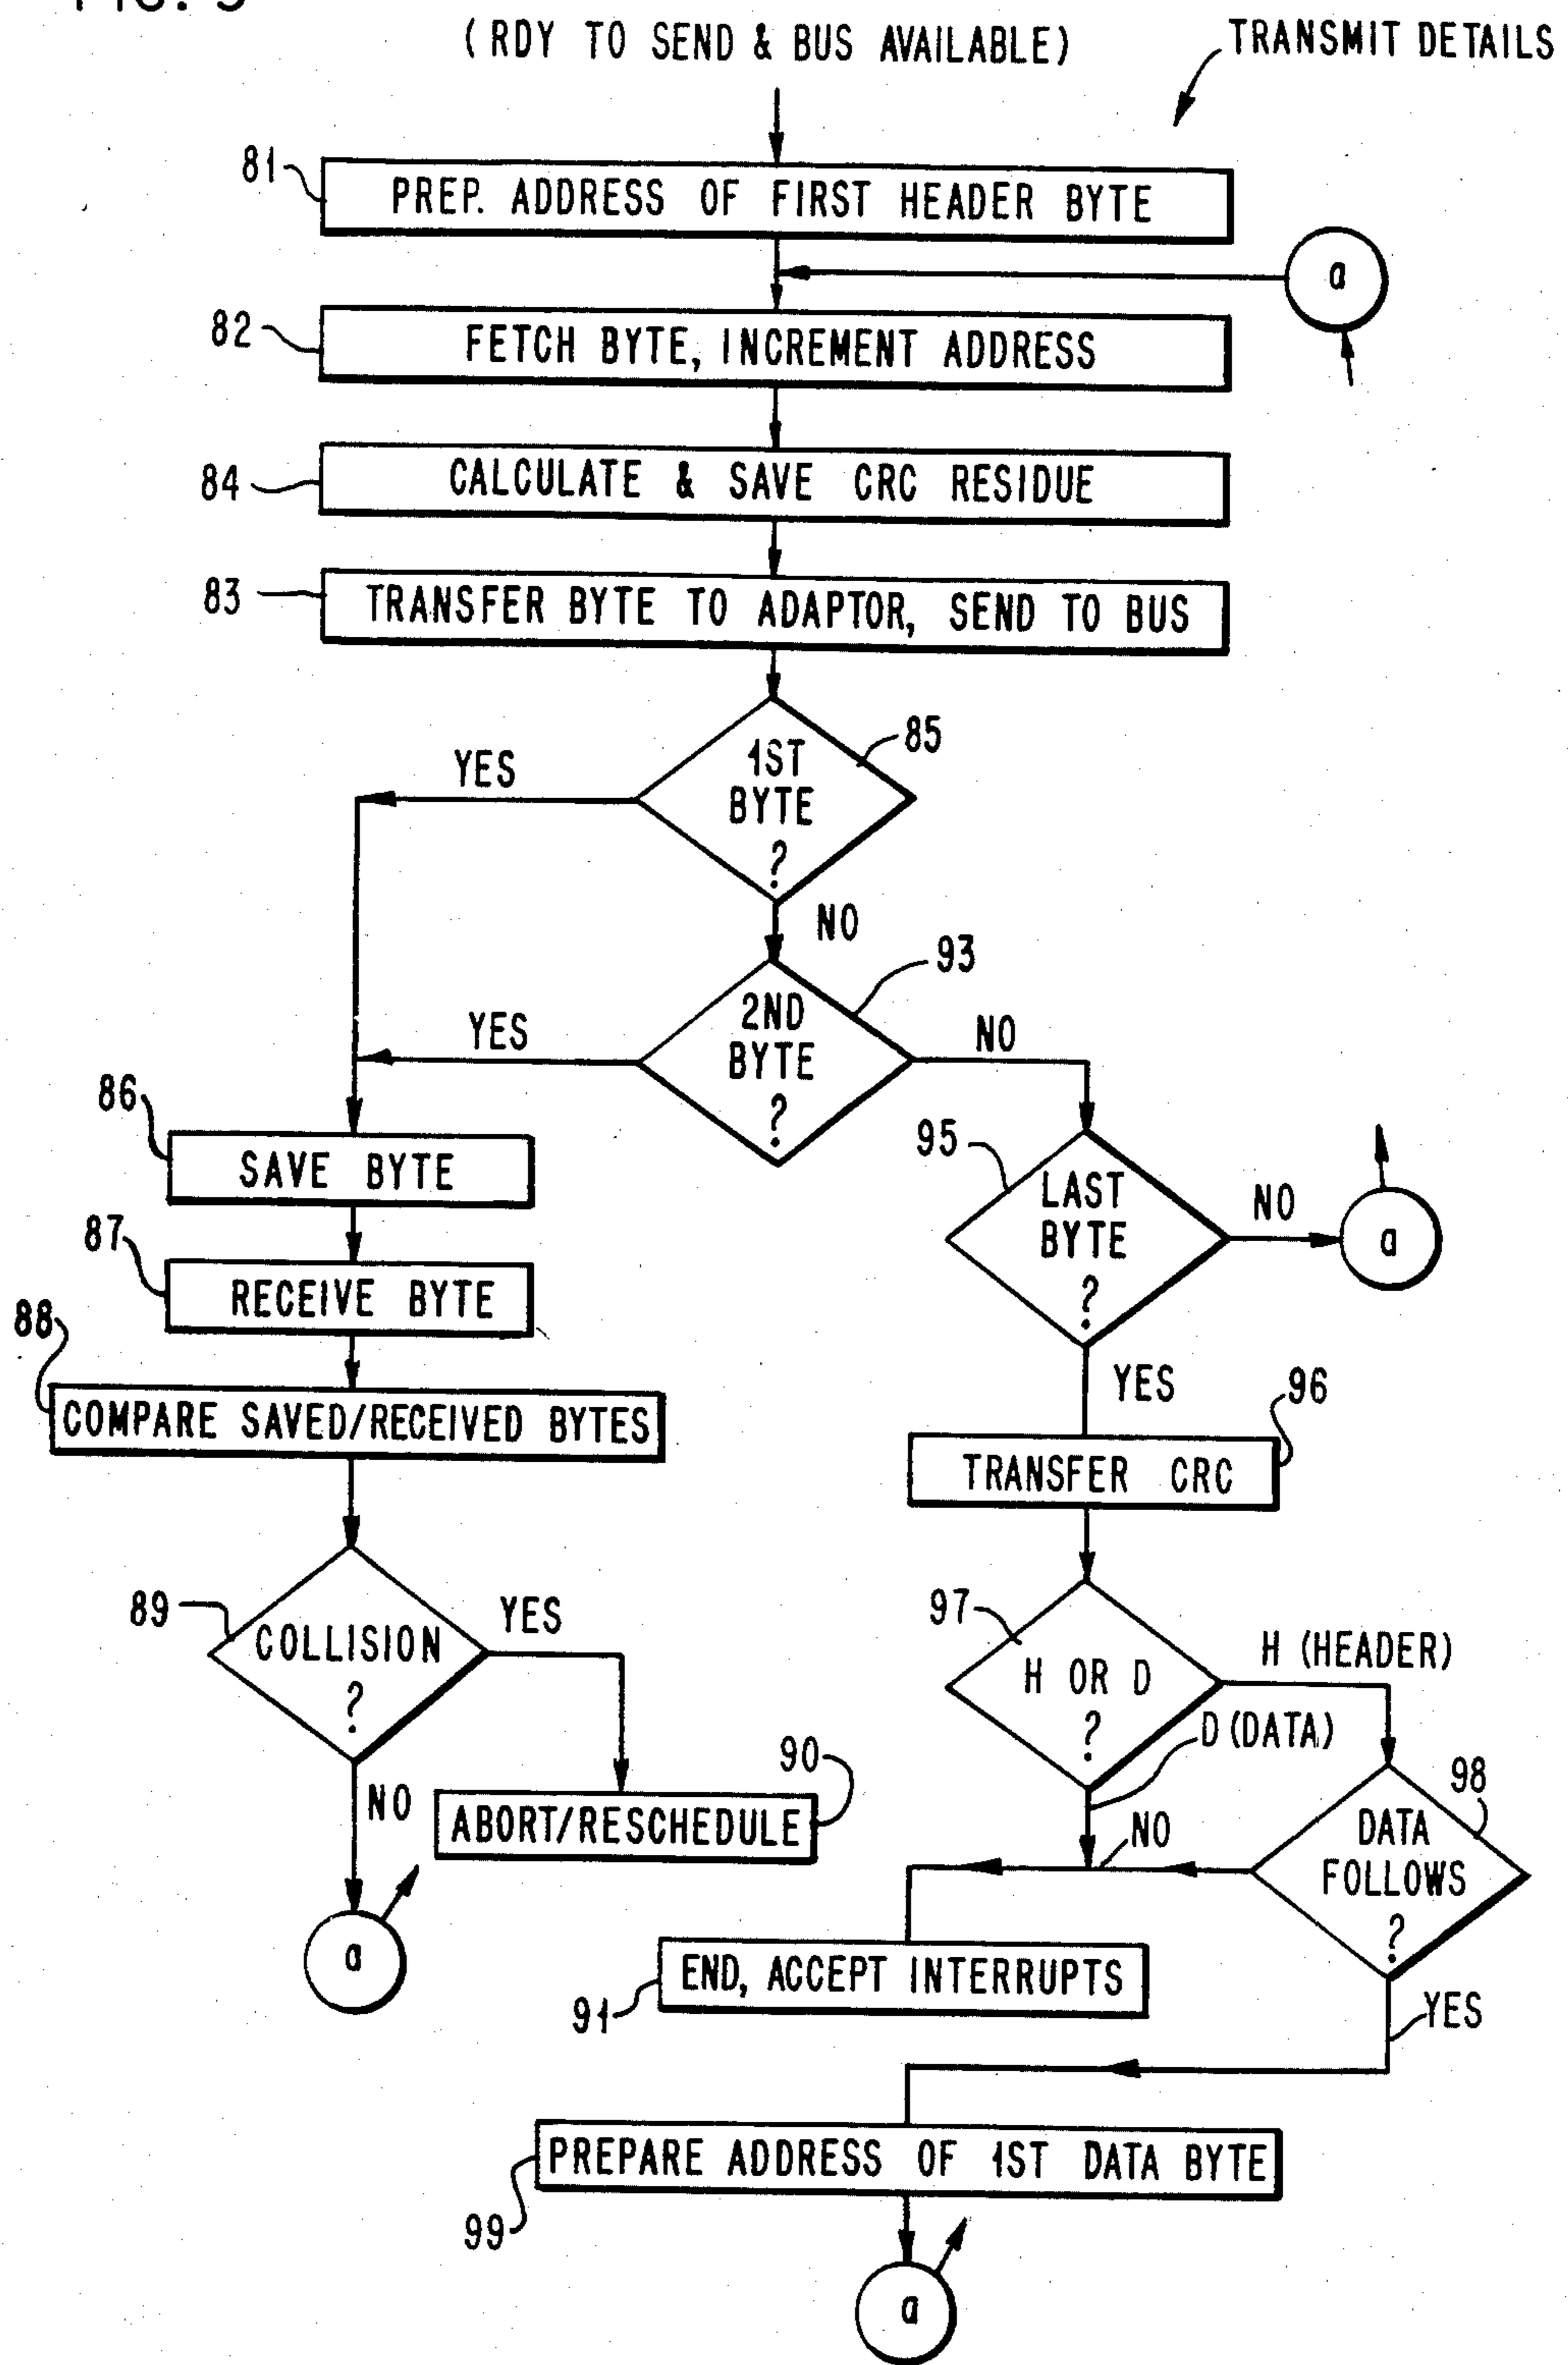 (RDY TO SEND & BUS AVAILABLE)
TRANSMIT DETAILS
81
PREP. ADDRESS OF FIRST HEADER BYTE
a
82
FETCH BYTE, INCREMENT ADDRESS
84
CALCULATE & SAVE CRC RESIDUE
83
TRANSFER BYTE TO ADAPTOR, SEND TO BUS
85
1ST
BYTE
?
YES
NO
93
2ND
BYTE
?
YES
NO
86
SAVE BYTE
95
LAST
BYTE
?
NO
a
87
RECEIVE BYTE
88
COMPARE SAVED/RECEIVED BYTES
YES
96
TRANSFER CRC
89
COLLISION
?
YES
97
H OR D
?
H (HEADER)
D (DATA)
90
ABORT/RESCHEDULE
NO
98
DATA
FOLLOWS
?
NO
a
END, ACCEPT INTERRUPTS
91
YES
PREPARE ADDRESS OF 1ST DATA BYTE
99
a